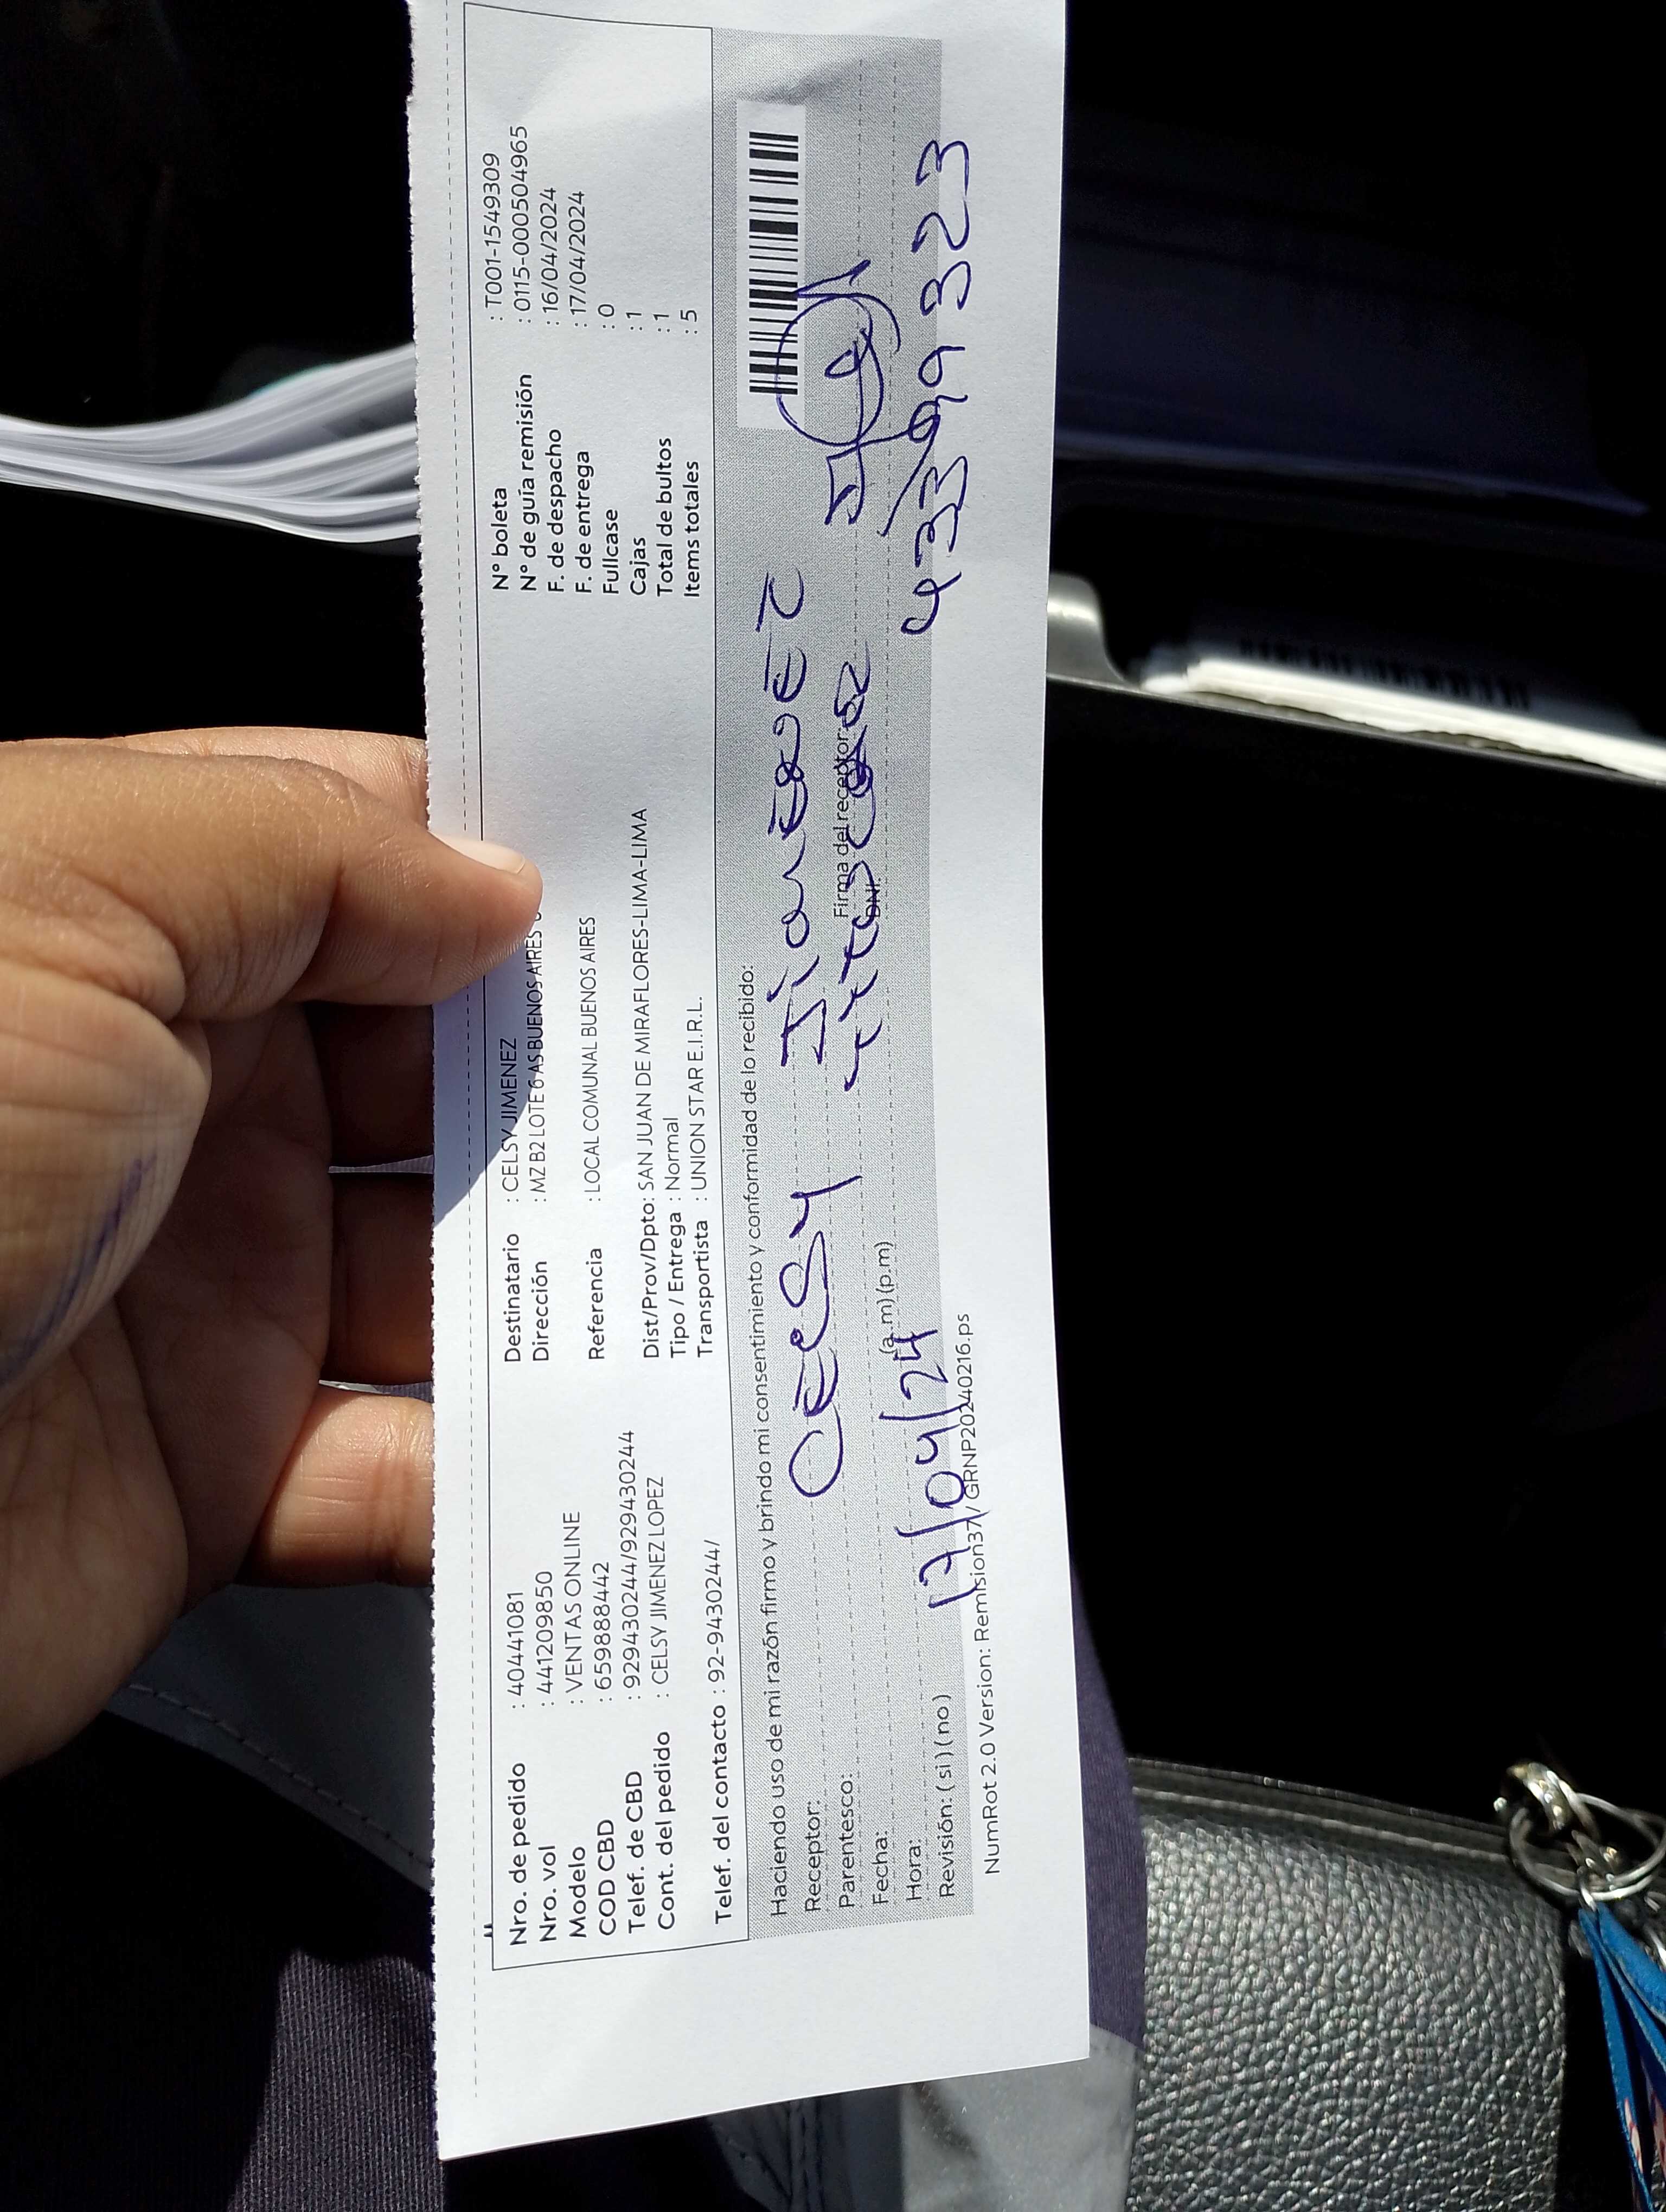 Nro. de pedido : 40441081
Nro. vol : 441209850
Modelo : VENTAS ONLINE
COD CBD : 659888442
Telef. de CBD : 929430244/929430244
Cont. del pedido : CELSY JIMENEZ LOPEZ
Telef. del contacto : 92-9430244/
Destinatario : CELSY JIMENEZ
Dirección : MZ B2 LOTE 6 AS BUENOS AIRES
Referencia : LOCAL COMUNAL BUENOS AIRES
Dist/Prov/Dpto: SAN JUAN DE MIRAFLORES-LIMA-LIMA
Tipo / Entrega : Normal
Transportista : UNION STAR E.I.R.L.
N° boleta : T001-1549309
N° de guía remisión : 0115-0000504965
F. de despacho : 16/04/2024
F. de entrega : 17/04/2024
Fullcase : 0
Cajas : 1
Total de bultos : 1
Items totales : 5
Haciendo uso de mi razón firmo y brindo mi consentimiento y conformidad de lo recibido:
Receptor: Celsy
Parentesco:
Firma del receptor
DNI:
Fecha: 17/04/24
Hora: (a.m) (p.m)
Revisión: ( si ) ( no )
NumRot 2.0 Version: Remision37 / GRNP20240216.ps